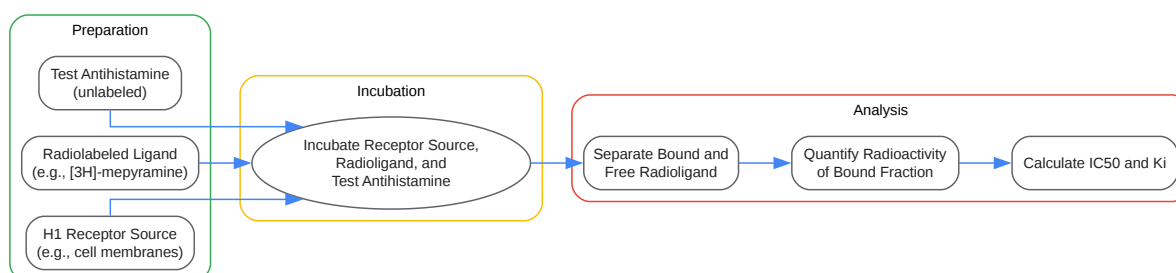 Preparation
Test Antihistamine
(unlabeled)
Radiolabeled Ligand
(e.g., [3H]-mepyramine)
H1 Receptor Source
(e.g., cell membranes)
Incubation
Incubate Receptor Source,
Radioligand, and
Test Antihistamine
Analysis
Separate Bound and
Free Radioligand
Quantify Radioactivity
of Bound Fraction
Calculate IC50 and Ki